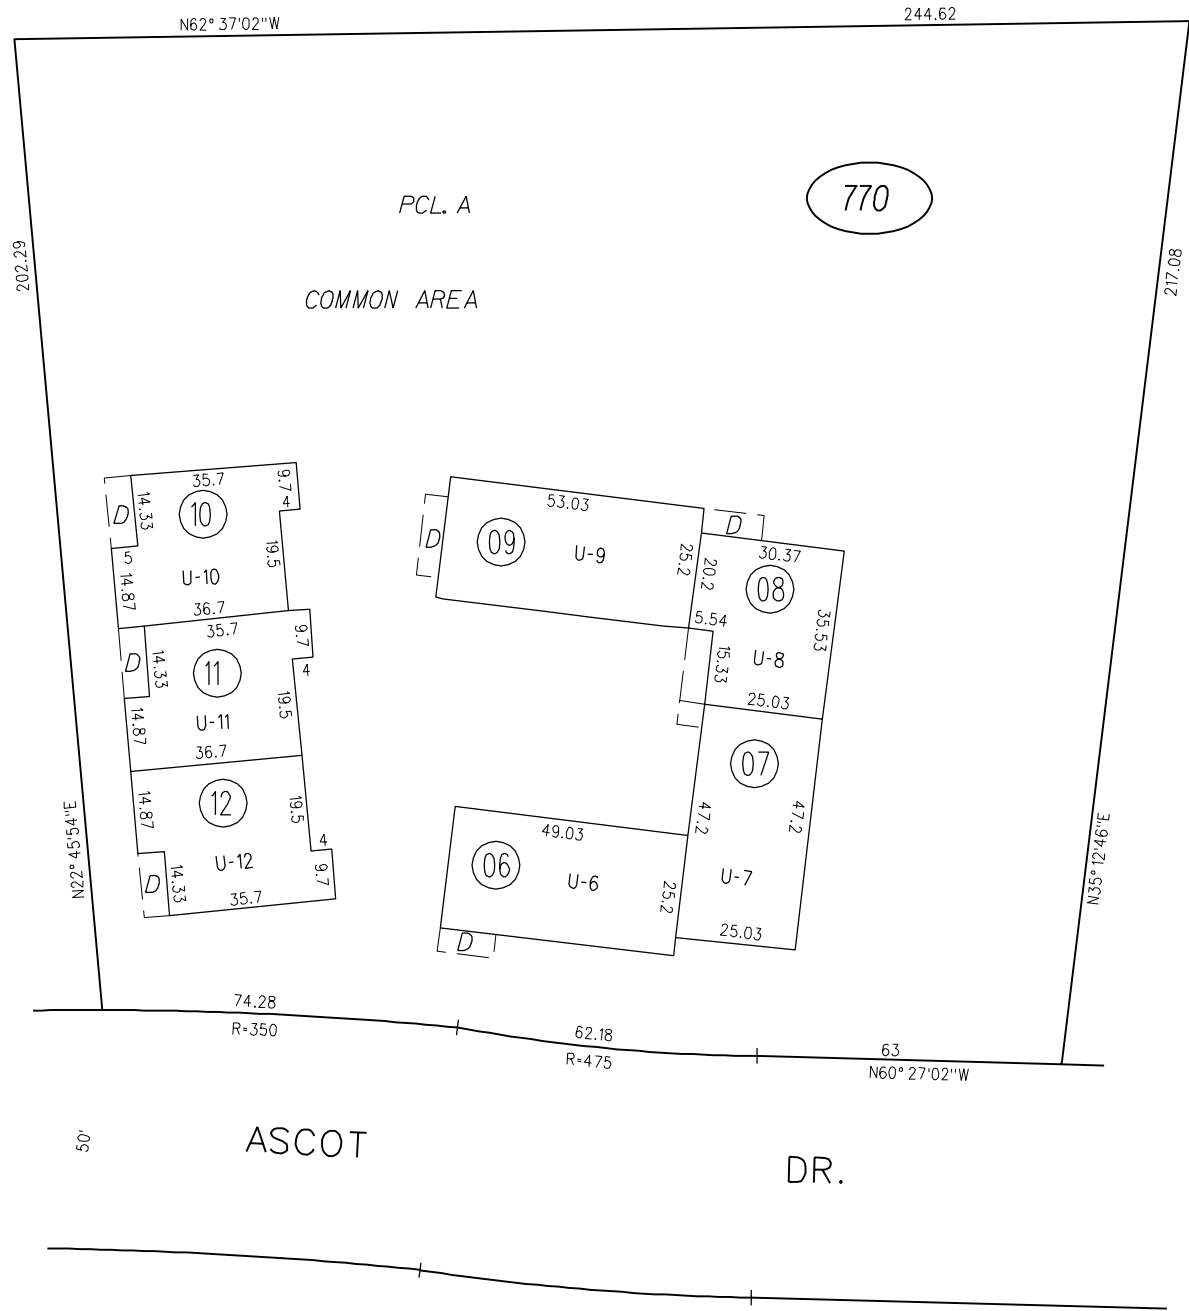 N62° 37'02"W
244.62
PCL. A
770
COMMON AREA
202.29
217.08
35.7
9.7
4
D
14.33
10
19.5
5
14.87
U-10
36.7
35.7
9.7
4
D
14.33
11
19.5
14.87
U-11
36.7
14.87
12
19.5
4
U-12
9.7
D
14.33
35.7
53.03
D
09
U-9
25.2
D
30.37
20.2
08
35.53
5.54
15.33
U-8
25.03
07
47.2
47.2
U-7
25.03
49.03
06
U-6
25.2
D
N22° 45'54"E
N35° 12'46"E
74.28
R=350
62.18
R=475
63
N60° 27'02"W
50'
ASCOT DR.